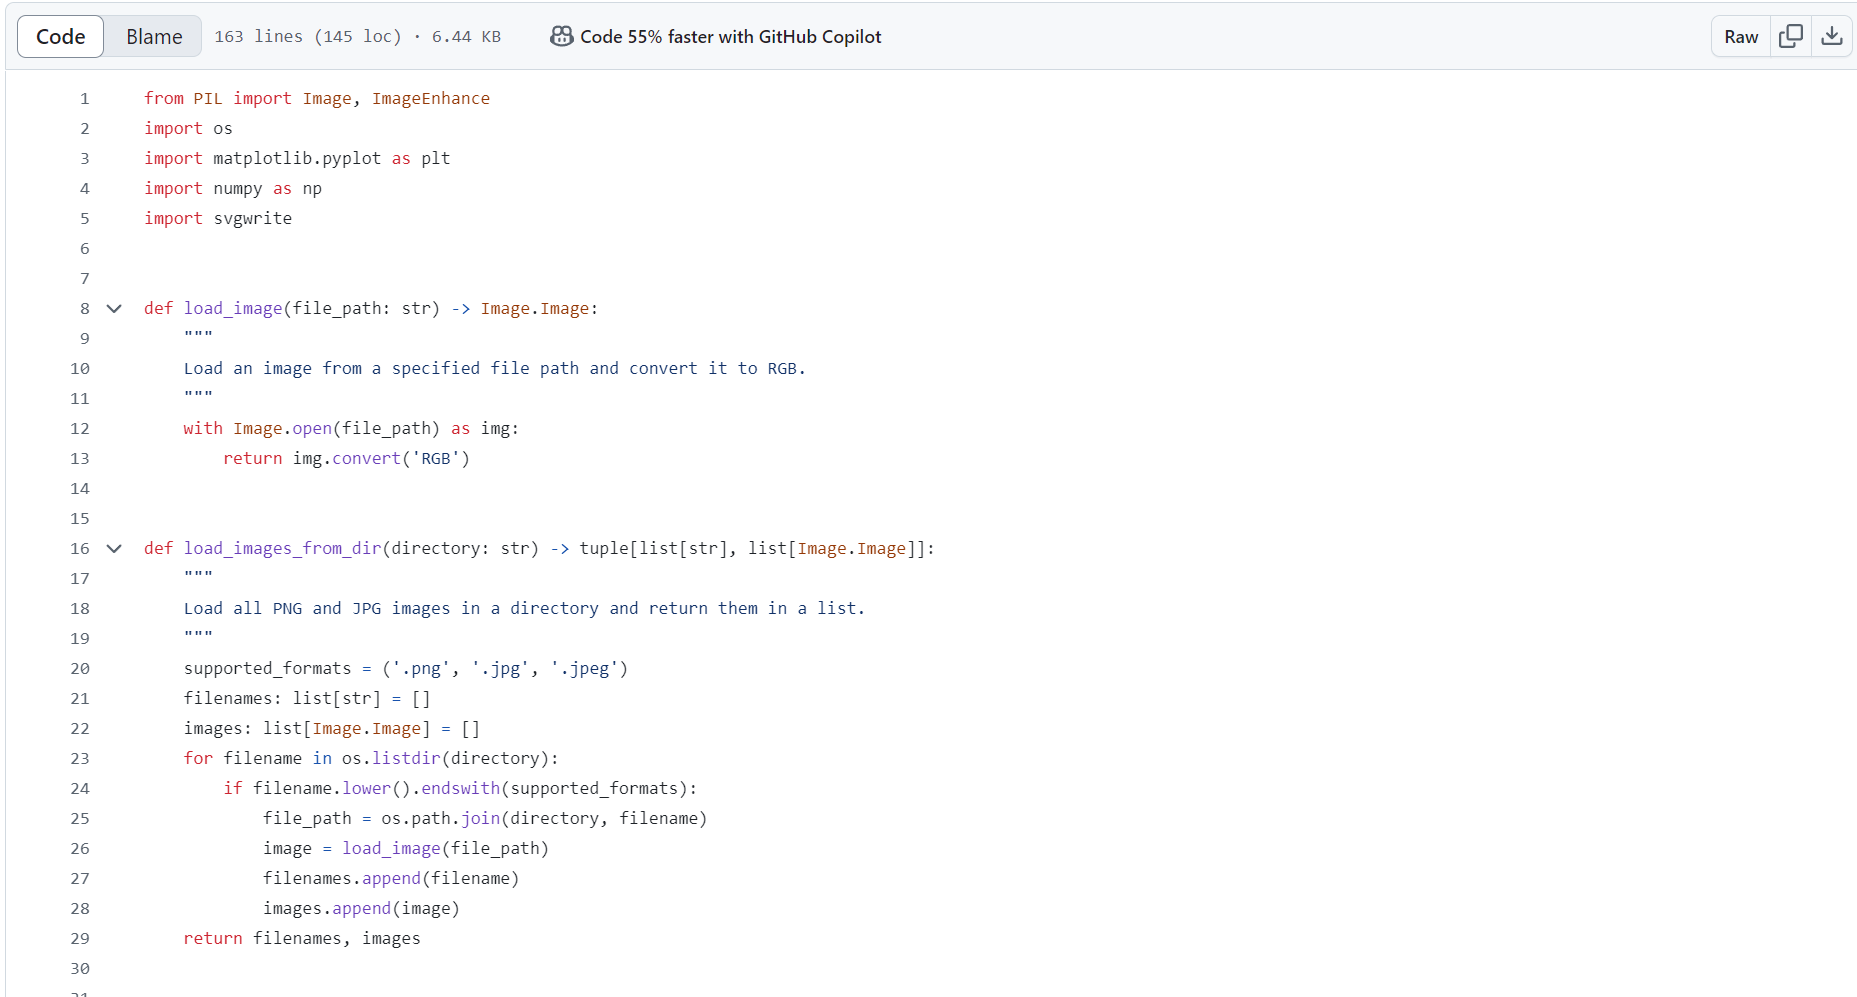 Code Blame 163 lines (145 loc) · 6.44 KB Code 55% faster with GitHub Copilot Raw
1 from PIL import Image, ImageEnhance
2 import os
3 import matplotlib.pyplot as plt
4 import numpy as np
5 import svgwrite
6
7
8 def load_image(file_path: str) -> Image.Image:
9     """
10     Load an image from a specified file path and convert it to RGB.
11     """
12     with Image.open(file_path) as img:
13         return img.convert('RGB')
14
15
16 def load_images_from_dir(directory: str) -> tuple[list[str], list[Image.Image]]:
17     """
18     Load all PNG and JPG images in a directory and return them in a list.
19     """
20     supported_formats = ('.png', '.jpg', '.jpeg')
21     filenames: list[str] = []
22     images: list[Image.Image] = []
23     for filename in os.listdir(directory):
24         if filename.lower().endswith(supported_formats):
25             file_path = os.path.join(directory, filename)
26             image = load_image(file_path)
27             filenames.append(filename)
28             images.append(image)
29     return filenames, images
30